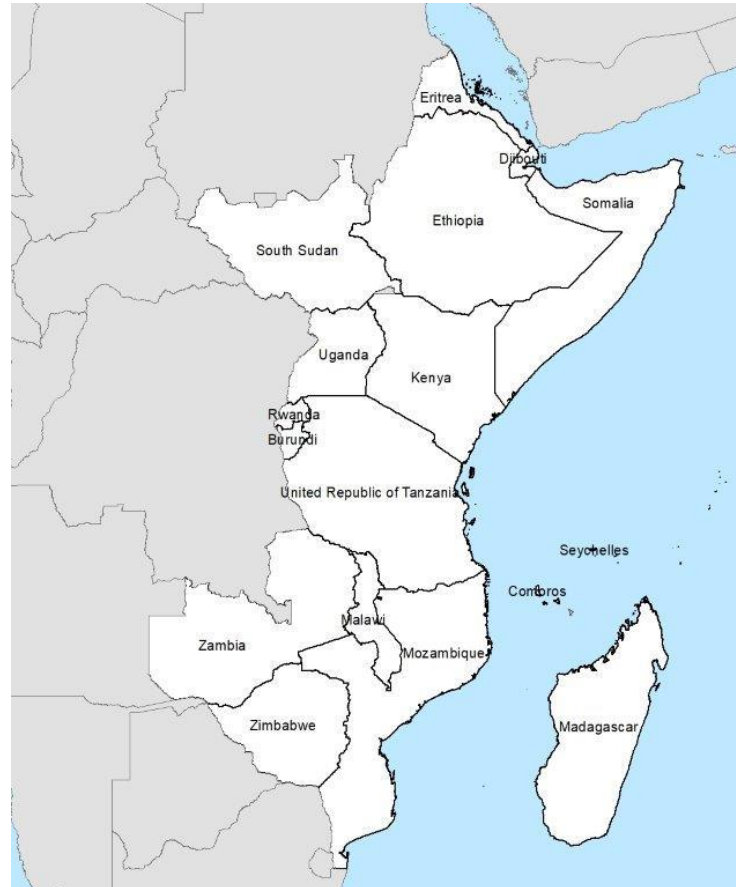 Eritrea
Djibouti
Somalia
Ethiopia
South Sudan
Uganda
Kenya
Rwanda
Burundi
United Republic of Tanzania
Seychelles
Comoros
Malawi
Zambia
Mozambique
Zimbabwe
Madagascar